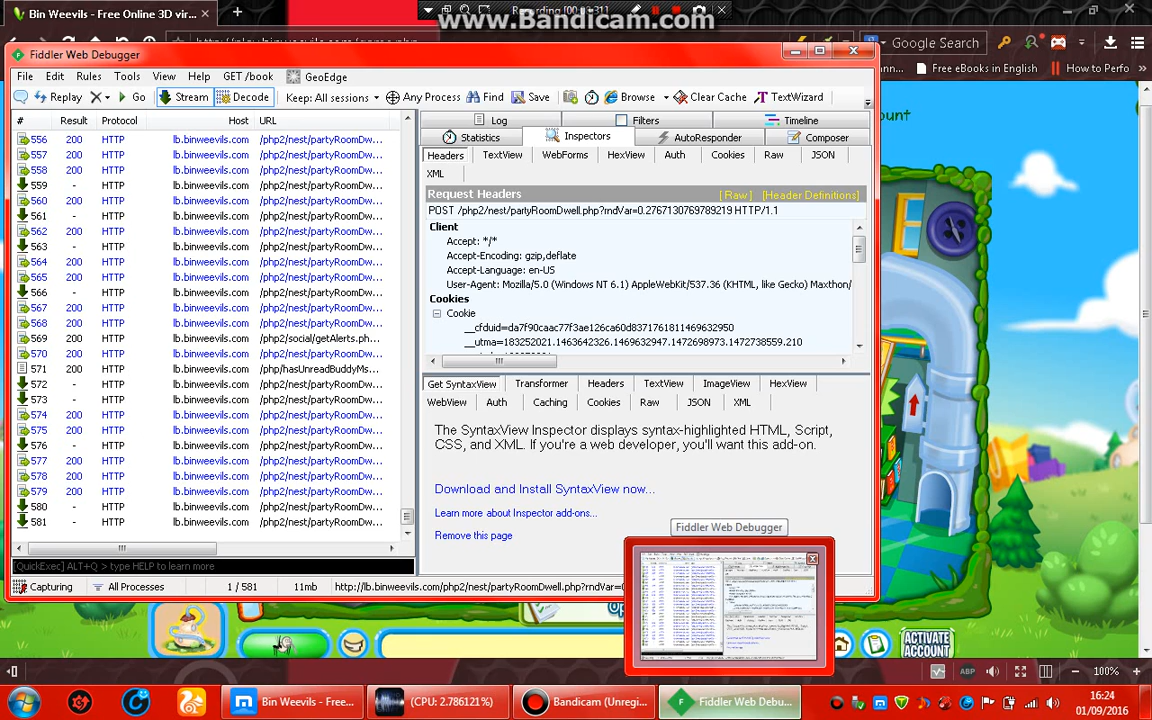 Bin Weevils - Free Online 3D vir...
Recording [00:
31]
www.Bandicam.com
Google Search
ann...
Free eBooks in English
How to Perfo
Fiddler Web Debugger
File Edit Rules Tools View Help GET /book GeoEdge
Replay Go Stream Decode Keep: All sessions Any Process Find Save Browse Clear Cache TextWizard
# Result Protocol Host URL
556 200 HTTP lb.binweevils.com /php2/nest/partyRoomDw...
557 200 HTTP lb.binweevils.com /php2/nest/partyRoomDw...
558 200 HTTP lb.binweevils.com /php2/nest/partyRoomDw...
559 - HTTP lb.binweevils.com /php2/nest/partyRoomDw...
560 200 HTTP lb.binweevils.com /php2/nest/partyRoomDw...
561 - HTTP lb.binweevils.com /php2/nest/partyRoomDw...
562 200 HTTP lb.binweevils.com /php2/nest/partyRoomDw...
563 - HTTP lb.binweevils.com /php2/nest/partyRoomDw...
564 200 HTTP lb.binweevils.com /php2/nest/partyRoomDw...
565 200 HTTP lb.binweevils.com /php2/nest/partyRoomDw...
566 - HTTP lb.binweevils.com /php2/nest/partyRoomDw...
567 200 HTTP lb.binweevils.com /php2/nest/partyRoomDw...
568 200 HTTP lb.binweevils.com /php2/nest/partyRoomDw...
569 200 HTTP lb.binweevils.com /php2/social/getAlerts.ph...
570 200 HTTP lb.binweevils.com /php2/nest/partyRoomDw...
571 200 HTTP lb.binweevils.com /php/hasUnreadBuddyMs...
572 - HTTP lb.binweevils.com /php2/nest/partyRoomDw...
573 - HTTP lb.binweevils.com /php2/nest/partyRoomDw...
574 200 HTTP lb.binweevils.com /php2/nest/partyRoomDw...
575 200 HTTP lb.binweevils.com /php2/nest/partyRoomDw...
576 - HTTP lb.binweevils.com /php2/nest/partyRoomDw...
577 200 HTTP lb.binweevils.com /php2/nest/partyRoomDw...
578 200 HTTP lb.binweevils.com /php2/nest/partyRoomDw...
579 200 HTTP lb.binweevils.com /php2/nest/partyRoomDw...
580 - HTTP lb.binweevils.com /php2/nest/partyRoomDw...
581 - HTTP lb.binweevils.com /php2/nest/partyRoomDw...
[QuickExec] ALT+Q > type HELP to learn more
Capturing All Processes 1 / 581 11mb http://lb.binweevils.com/php2/nest/partyRoomDwell.php?rndVar=0
Log Filters Timeline
Statistics Inspectors AutoResponder Composer
Headers TextView WebForms HexView Auth Cookies Raw JSON
XML
Request Headers [ Raw ] [Header Definitions]
POST /php2/nest/partyRoomDwell.php?rndVar=0.2767130769789219 HTTP/1.1
Client
Accept: */*
Accept-Encoding: gzip,deflate
Accept-Language: en-US
User-Agent: Mozilla/5.0 (Windows NT 6.1) AppleWebKit/537.36 (KHTML, like Gecko) Maxthon/
Cookies
Cookie
__cfduid=da7f90caac77f3ae126ca60d8371761811469632950
__utma=183252021.1463642326.1469632947.1472698973.1472738559.210
Get SyntaxView Transformer Headers TextView ImageView HexView
WebView Auth Caching Cookies Raw JSON XML
The SyntaxView Inspector displays syntax-highlighted HTML, Script,
CSS, and XML. If you're a web developer, you'll want this add-on.
Download and Install SyntaxView now...
Learn more about Inspector add-ons...
Remove this page
Fiddler Web Debugger
ount
ACTIVATE
ACCOUNT
ABP
100%
Bin Weevils - Free...
(CPU: 2.786121%)
Bandicam (Unregi...
Fiddler Web Debu...
16:24
01/09/2016